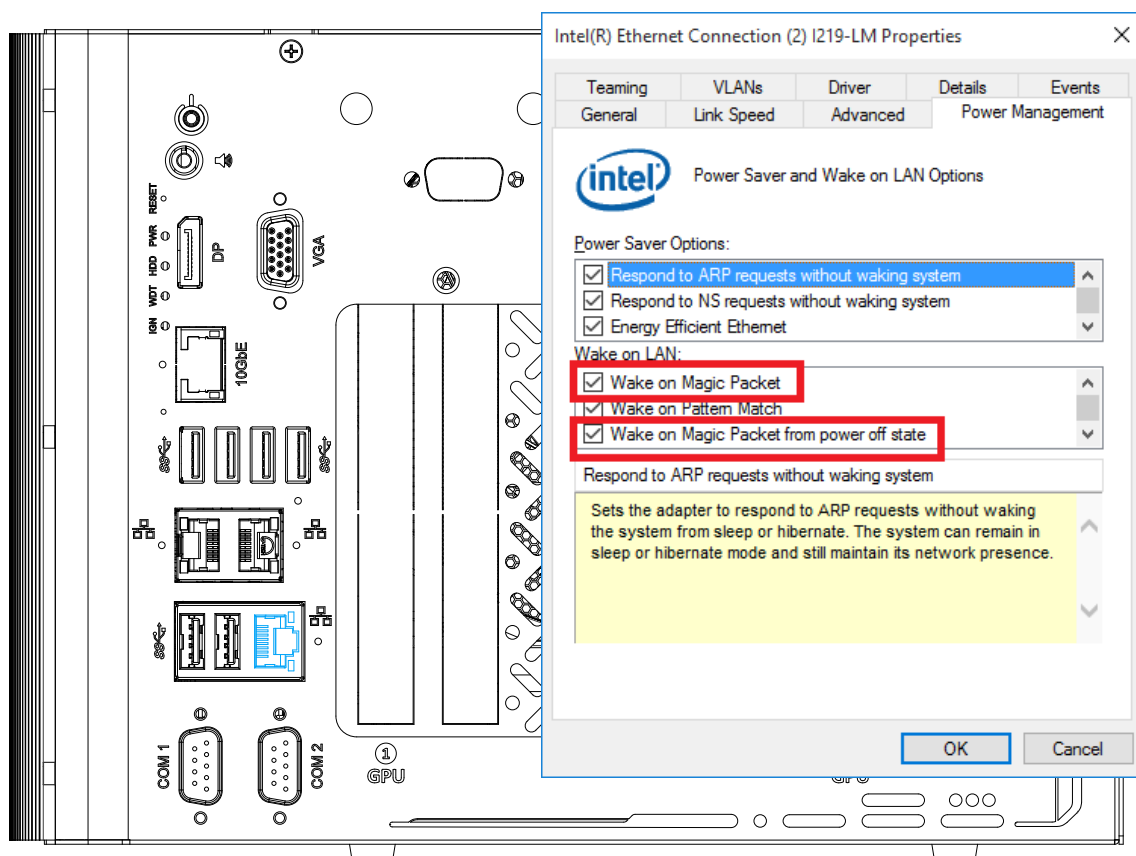 RESET
PWR
HDD
WDT
IGN
DP
VGA
10GbE
COM 1
COM 2
1
GPU
GPU
Intel(R) Ethernet Connection (2) I219-LM Properties
Teaming VLANs Driver Details Events
General Link Speed Advanced Power Management
intel
Power Saver and Wake on LAN Options
Power Saver Options:
Respond to ARP requests without waking system
Respond to NS requests without waking system
Energy Efficient Ethernet
Wake on LAN:
Wake on Magic Packet
Wake on Pattern Match
Wake on Magic Packet from power off state
Respond to ARP requests without waking system
Sets the adapter to respond to ARP requests without waking
the system from sleep or hibernate. The system can remain in
sleep or hibernate mode and still maintain its network presence.
OK Cancel